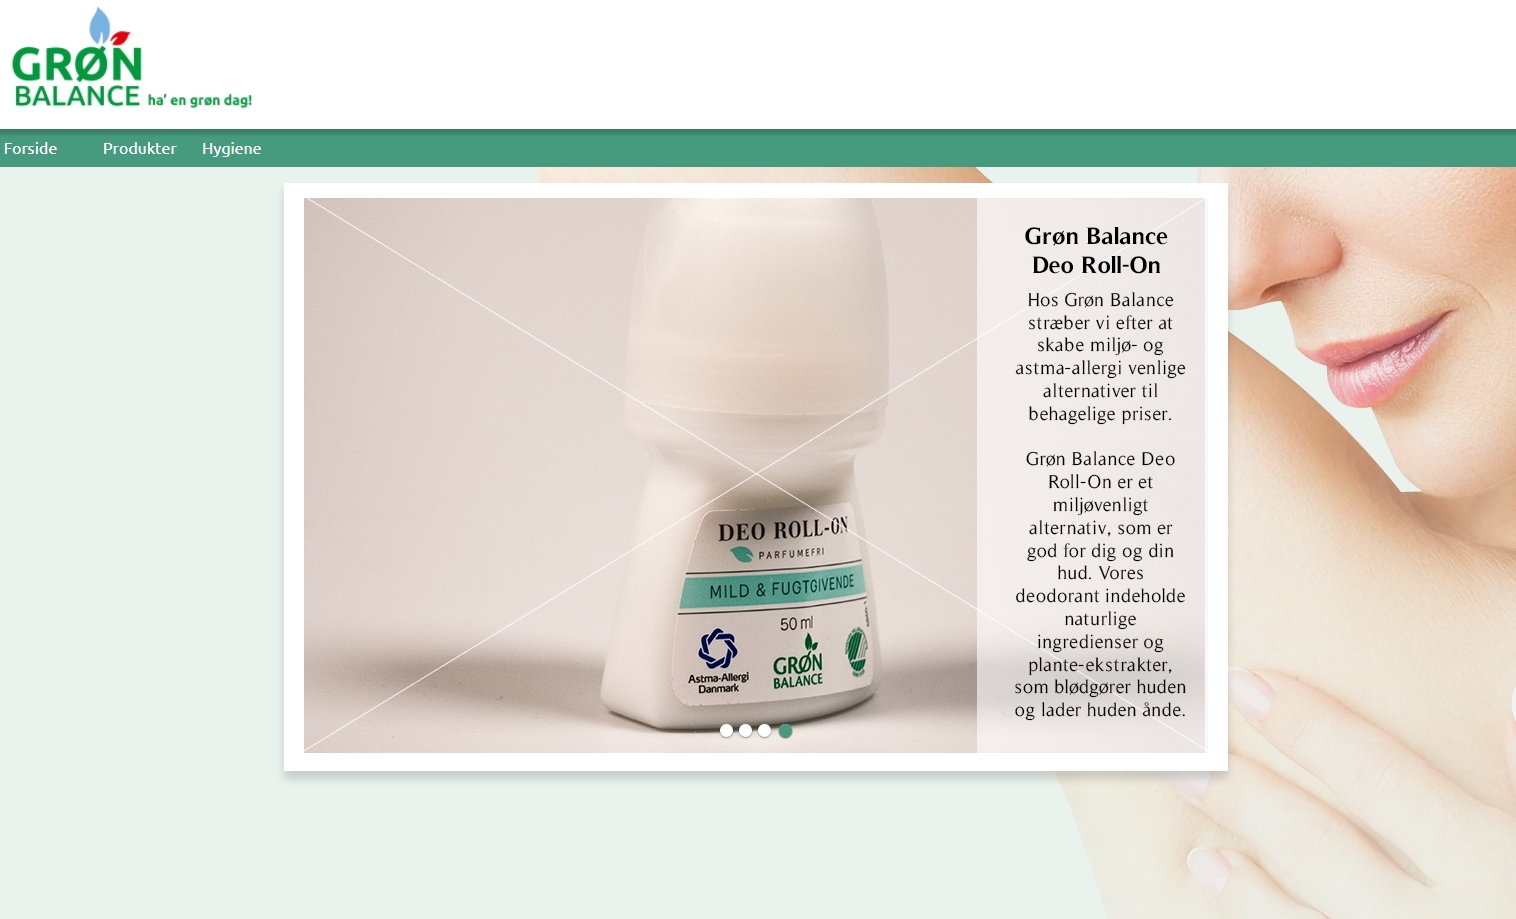 GRØN
BALANCE ha' en grøn dag!
Forside Produkter Hygiene
Grøn Balance
Deo Roll-On
Hos Grøn Balance
stræber vi efter at
skabe miljø- og
astma-allergi venlige
alternativer til
behagelige priser.
Grøn Balance Deo
Roll-On er et
miljøvenligt
alternativ, som er
god for dig og din
hud. Vores
deodorant indeholde
naturlige
ingredienser og
plante-ekstrakter,
som blødgører huden
og lader huden ånde.
DEO ROLL-ON
PARFUMEFRI
MILD & FUGTGIVENDE
50 ml
Astma-Allergi
Danmark
GRØN
BALANCE